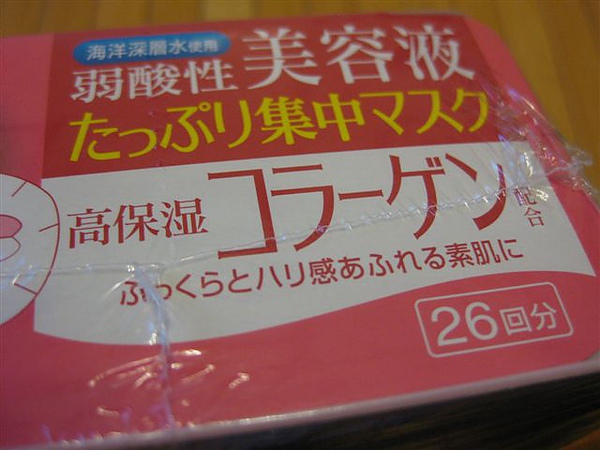 海洋深層水使用
弱酸性美容液
たっぷり集中マスク
高保湿 コラーゲン配合
ふっくらとハリ感あふれる素肌に
26回分